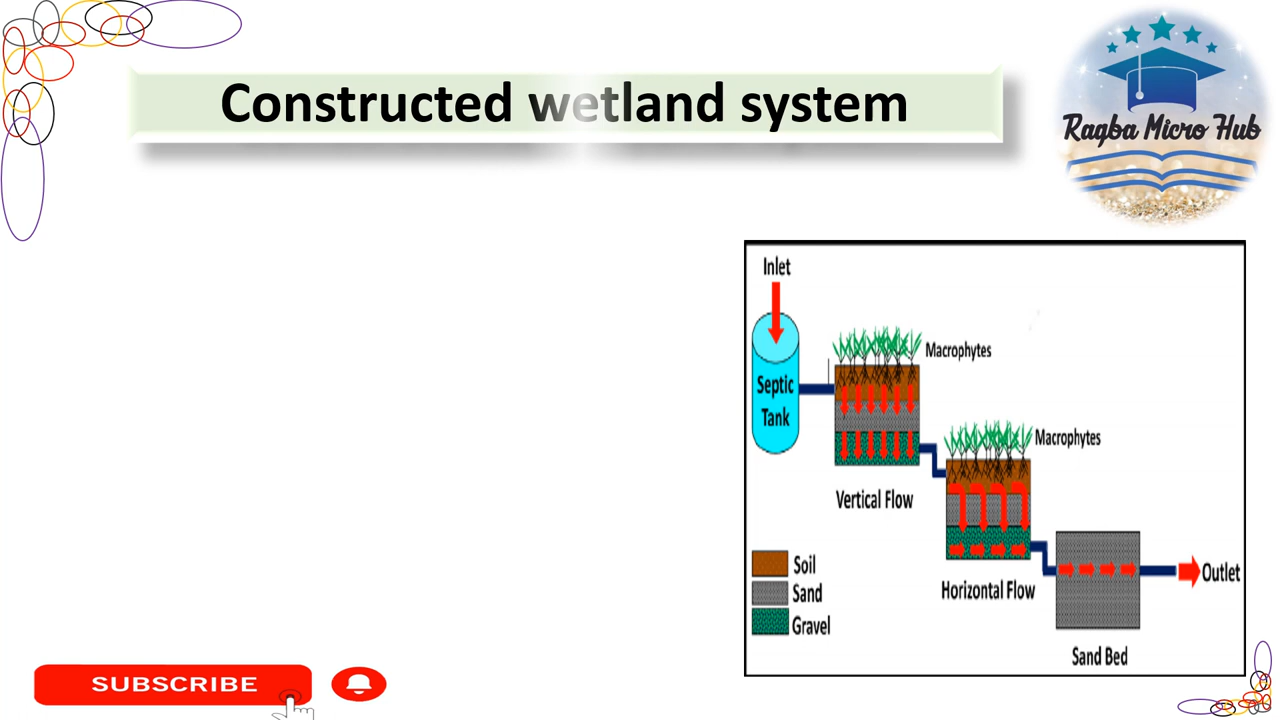 Constructed wetland system
Ragba Micro Hub
Inlet
Macrophytes
Septic
Tank
Macrophytes
Vertical Flow
Soil
Sand
Gravel
Horizontal Flow
Outlet
Sand Bed
SUBSCRIBE